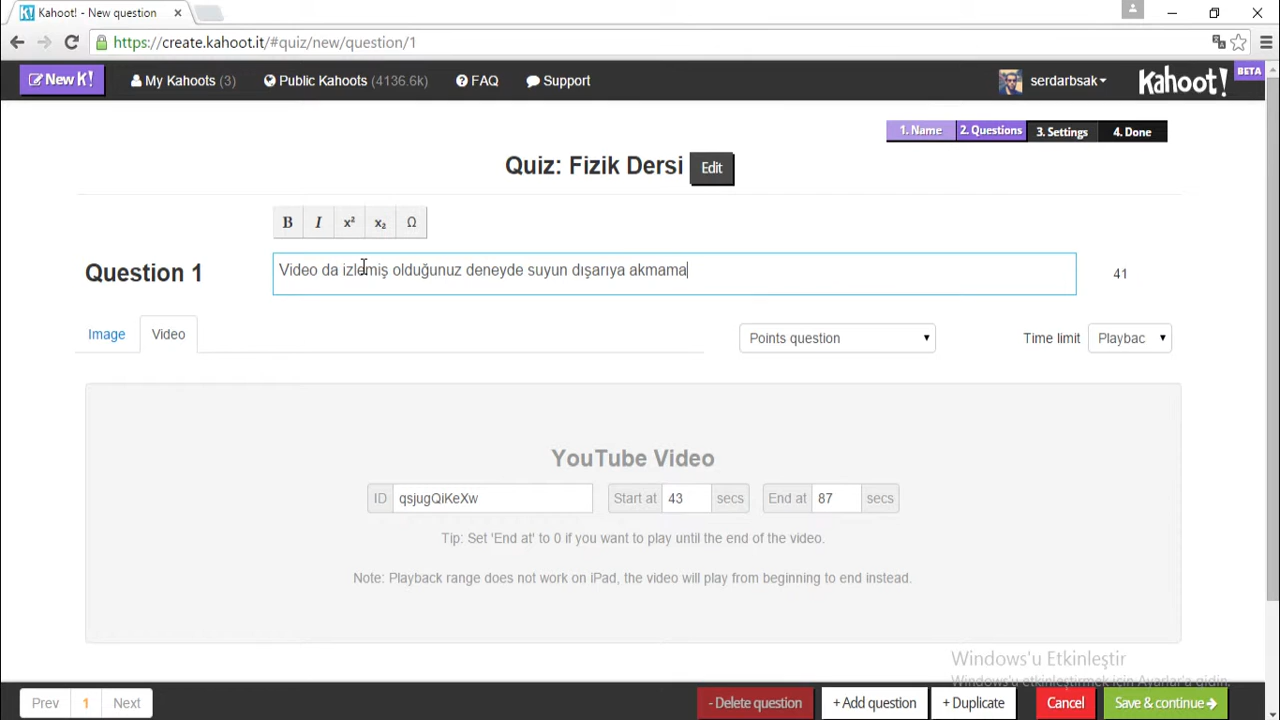 Kahoot! - New question
https://create.kahoot.it/#quiz/new/question/1
New K! My Kahoots (3) Public Kahoots (4136.6k) FAQ Support serdarbsak Kahoot! BETA
1. Name 2. Questions 3. Settings 4. Done
Quiz: Fizik Dersi Edit
B I x² x₂ Ω
Question 1 Video da izlemiş olduğunuz deneyde suyun dışarıya akmama 41
Image Video Points question Time limit Playbac
YouTube Video
ID qsjugQiKeXw Start at 43 secs End at 87 secs
Tip: Set 'End at' to 0 if you want to play until the end of the video.
Note: Playback range does not work on iPad, the video will play from beginning to end instead.
Windows'u Etkinleştir
Windows'u etkinleştirmek için Ayarlar'a gidin.
Prev 1 Next - Delete question + Add question + Duplicate Cancel Save & continue